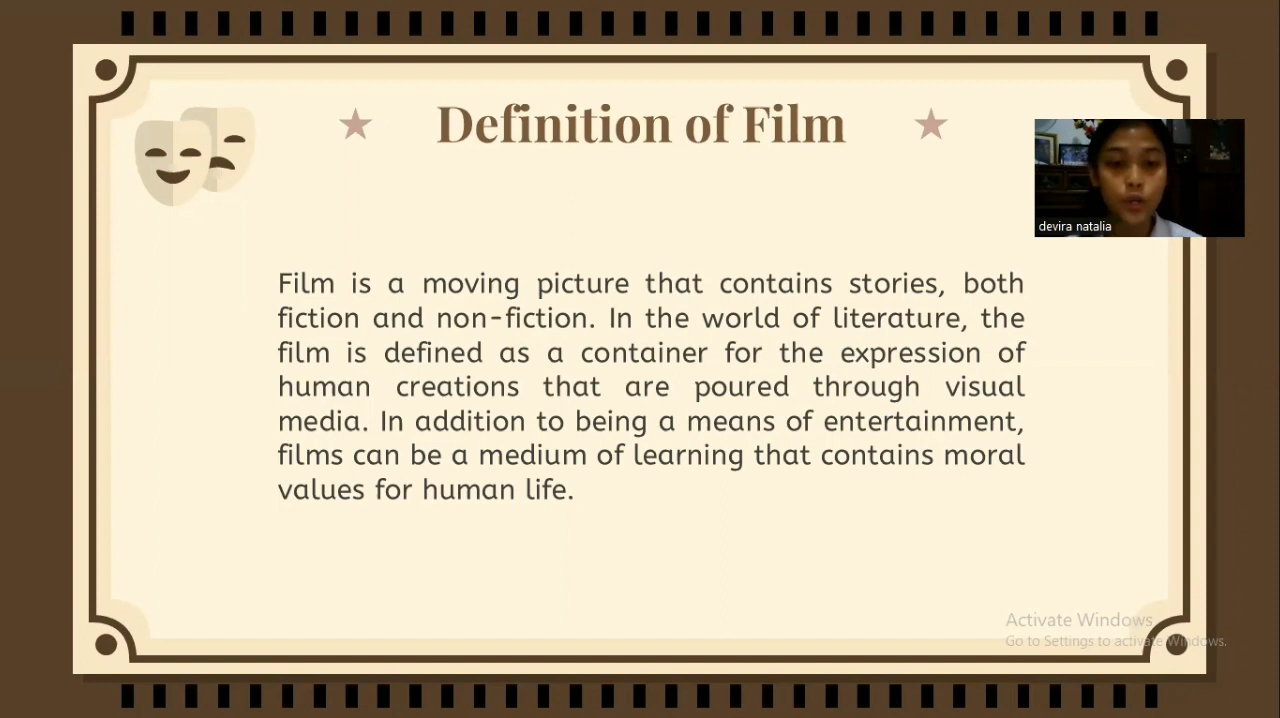 Definition of Film
devira natalia
Film is a moving picture that contains stories, both
fiction and non-fiction. In the world of literature, the
film is defined as a container for the expression of
human creations that are poured through visual
media. In addition to being a means of entertainment,
films can be a medium of learning that contains moral
values for human life.
Activate Windows
Go to Settings to activate Windows.